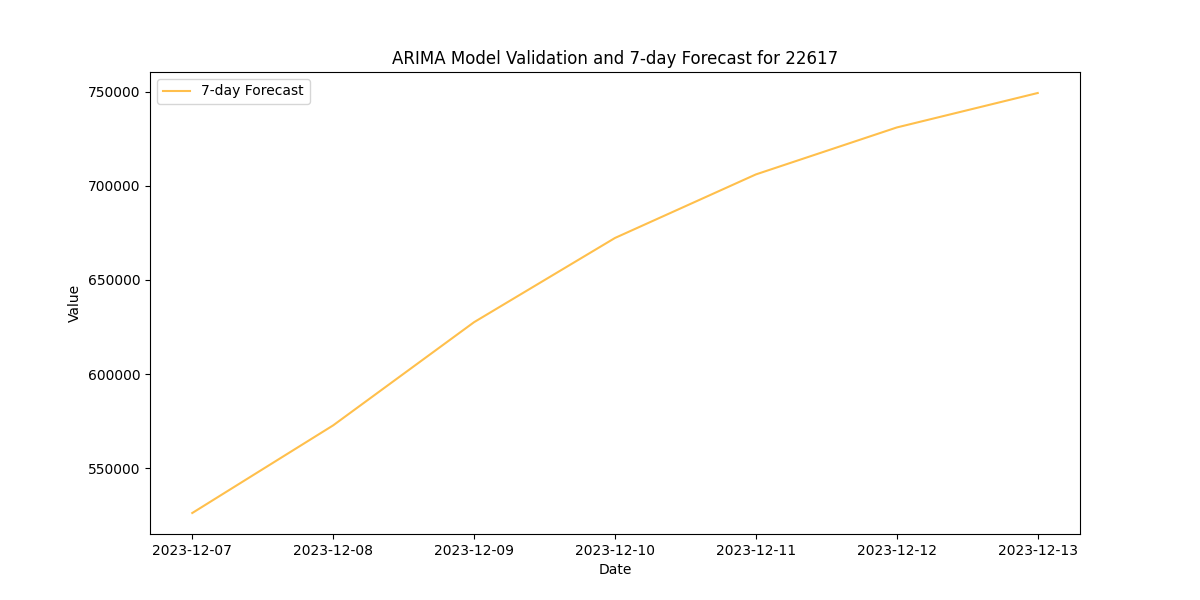 ARIMA Model Validation and 7-day Forecast for 22617
7-day Forecast
750000
700000
650000
600000
550000
Value
2023-12-07 2023-12-08 2023-12-09 2023-12-10 2023-12-11 2023-12-12 2023-12-13
Date